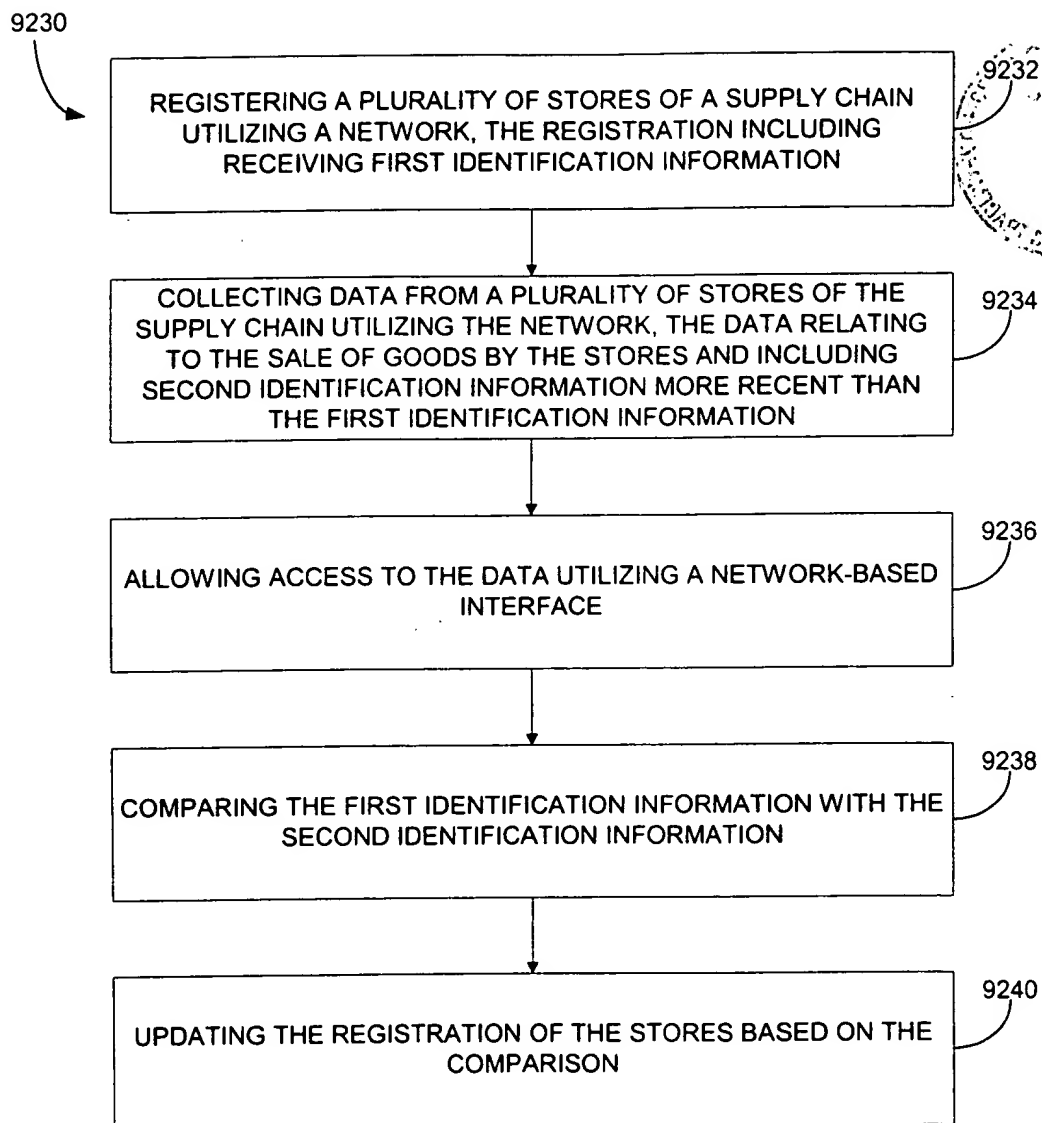 9230
9232
REGISTERING A PLURALITY OF STORES OF A SUPPLY CHAIN
UTILIZING A NETWORK, THE REGISTRATION INCLUDING
RECEIVING FIRST IDENTIFICATION INFORMATION
9234
COLLECTING DATA FROM A PLURALITY OF STORES OF THE
SUPPLY CHAIN UTILIZING THE NETWORK, THE DATA RELATING
TO THE SALE OF GOODS BY THE STORES AND INCLUDING
SECOND IDENTIFICATION INFORMATION MORE RECENT THAN
THE FIRST IDENTIFICATION INFORMATION
9236
ALLOWING ACCESS TO THE DATA UTILIZING A NETWORK-BASED
INTERFACE
9238
COMPARING THE FIRST IDENTIFICATION INFORMATION WITH THE
SECOND IDENTIFICATION INFORMATION
9240
UPDATING THE REGISTRATION OF THE STORES BASED ON THE
COMPARISON